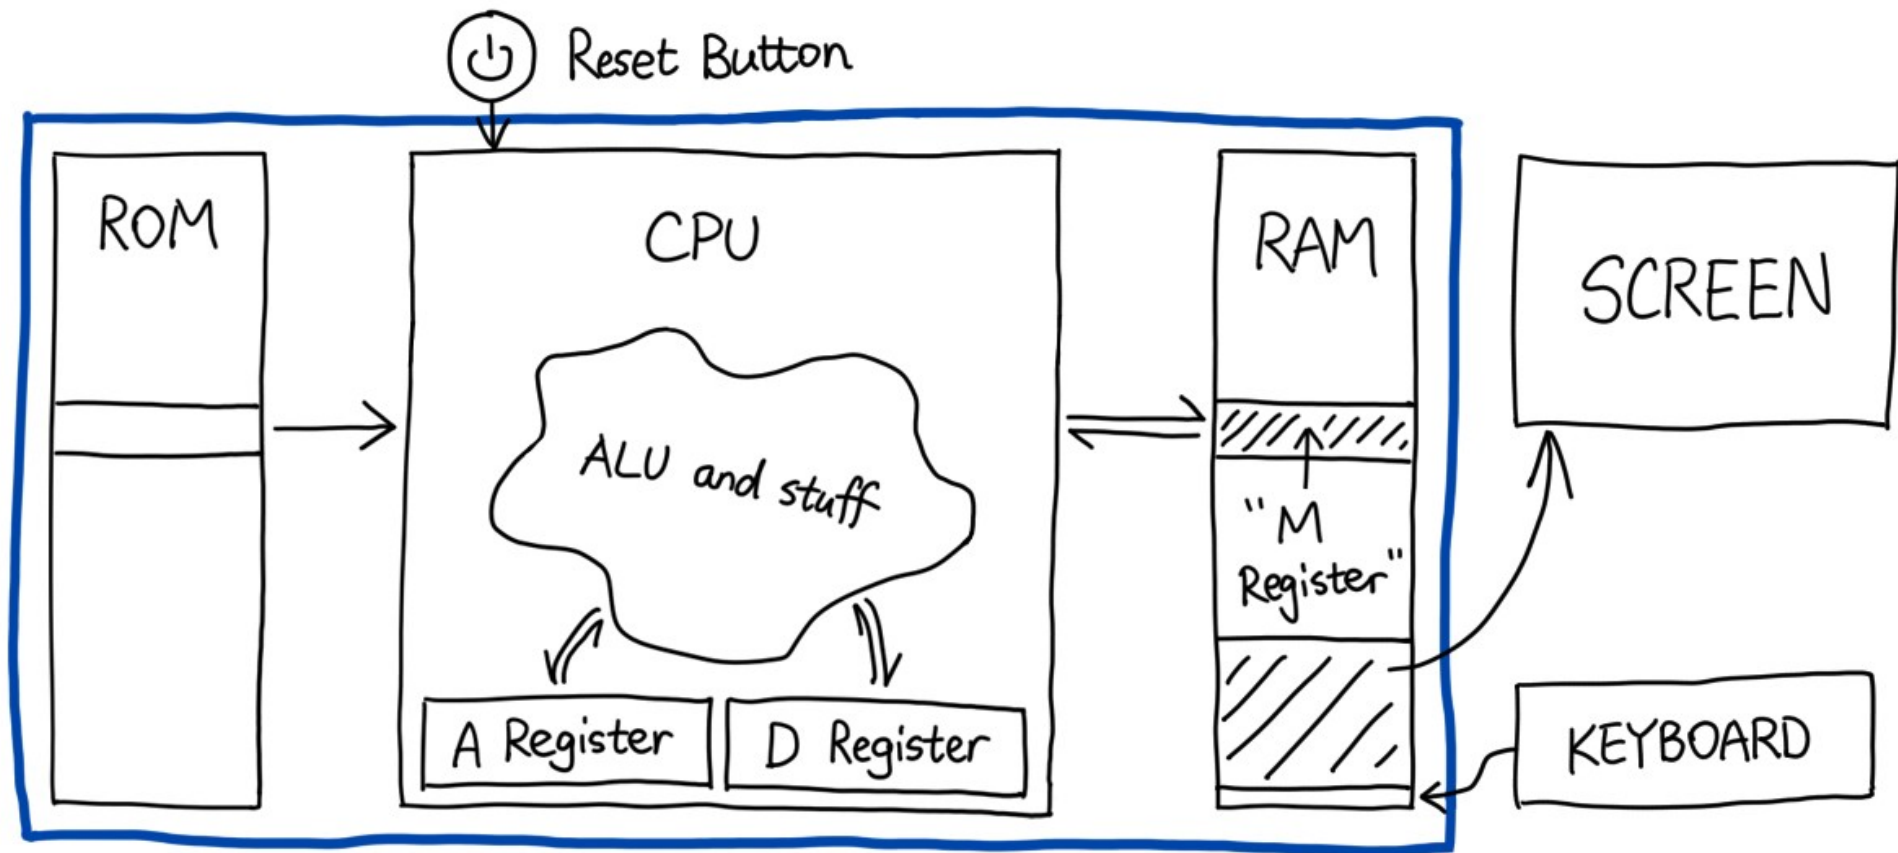 Reset Button
ROM
CPU
RAM
SCREEN
ALU and stuff
"M
Register"
A Register
D Register
KEYBOARD